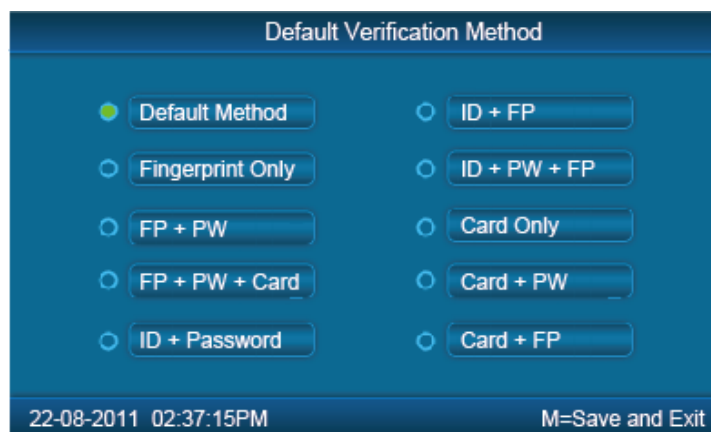 Default Verification Method
Default Method
ID + FP
Fingerprint Only
ID + PW + FP
FP + PW
Card Only
FP + PW + Card
Card + PW
ID + Password
Card + FP
22-08-2011 02:37:15PM
M=Save and Exit